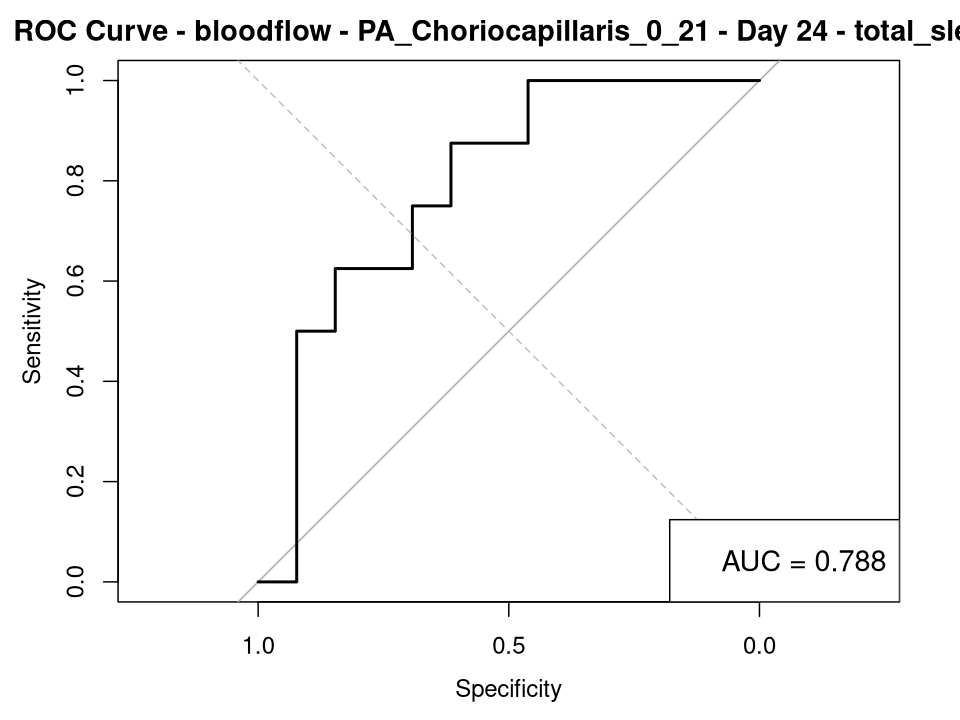 ROC Curve - bloodflow - PA_Choriocapillaris_0_21 - Day 24 - total_sle
1.0
0.8
0.6
0.4
0.2
0.0
Sensitivity
AUC = 0.788
1.0 0.5 0.0
Specificity